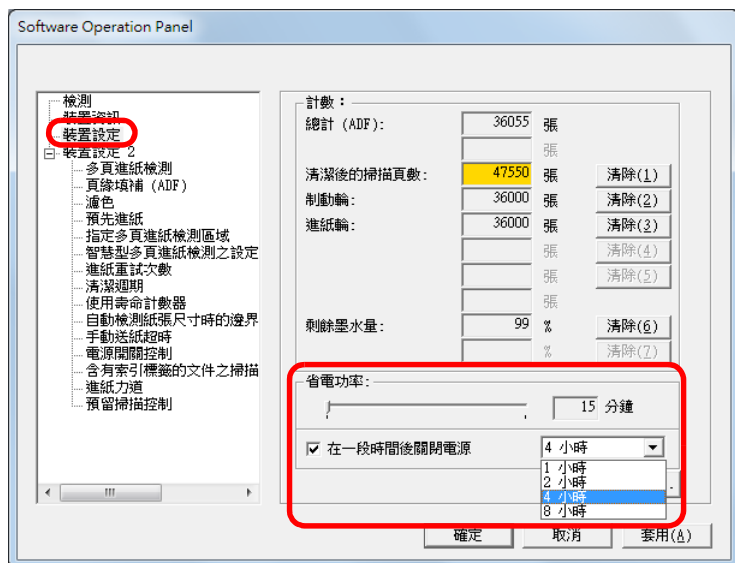 Software Operation Panel
檢測
裝置資訊
裝置設定
裝置設定 2
多頁進紙檢測
頁緣填補 (ADF)
濾色
預先進紙
指定多頁進紙檢測區域
智慧型多頁進紙檢測之設定
進紙重試次數
清潔週期
使用壽命計數器
自動檢測紙張尺寸時的邊界
手動送紙超時
電源開關控制
含有索引標籤的文件之掃描
進紙力道
預留掃描控制
計數：
總計 (ADF): 36055 張
張
清潔後的掃描頁數: 47550 張 清除(1)
制動輪: 36000 張 清除(2)
進紙輪: 36000 張 清除(3)
張 清除(4)
張 清除(5)
張
剩餘墨水量: 99 % 清除(6)
% 清除(7)
省電功率:
15 分鐘
在一段時間後關閉電源 4 小時
1 小時
2 小時
4 小時
8 小時
確定 取消 套用(A)